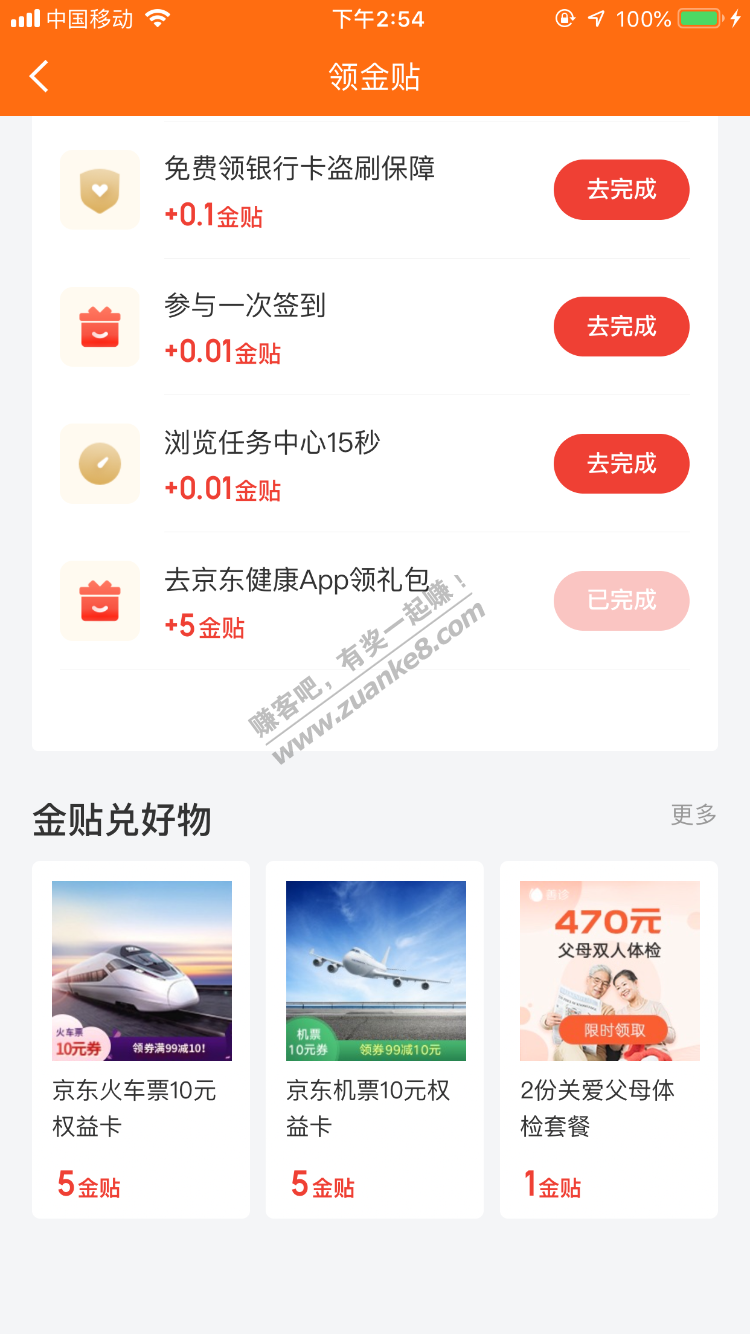 中国移动
下午2:54
100%
领金贴
免费领银行卡盗刷保障
+0.1金贴
去完成
参与一次签到
+0.01金贴
去完成
浏览任务中心15秒
+0.01金贴
去完成
去京东健康App领礼包
+5金贴
已完成
赚客吧，有奖一起赚！
www.zuanke8.com
金贴兑好物
更多
火车票
10元券
领券满99减10!
京东火车票10元
权益卡
5金贴
机票
10元券
领券99减10元
京东机票10元权
益卡
5金贴
470元
父母双人体检
限时领取
2份关爱父母体
检套餐
1金贴